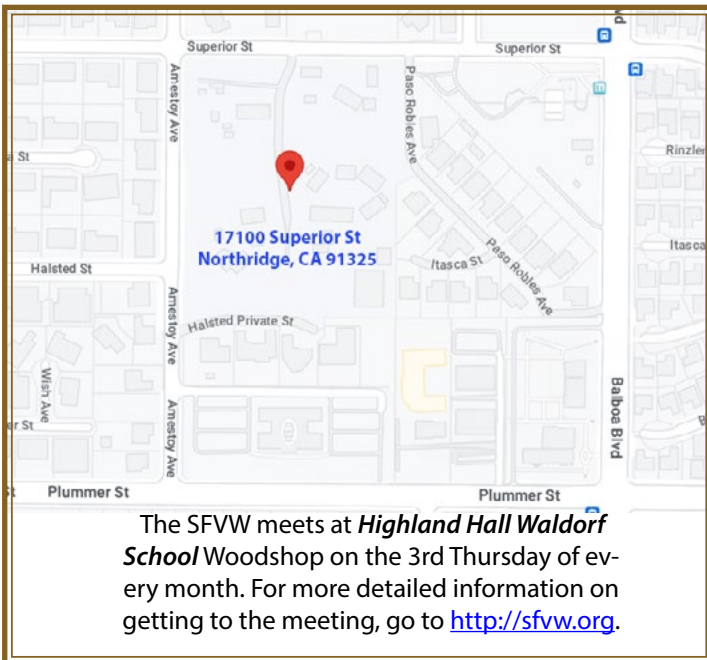 vd
Superior St
Superior St
Amestoy Ave
Paso Robles Ave
a St
Rinzler
17100 Superior St
Northridge, CA 91325
Itasca
Halsted St
Itasca St
Paso Robles Ave
Amestoy Ave
Halsted Private St
Wish Ave
Balboa Blvd
er St
Amestoy Ave
St
Plummer St
Plummer St
The SFVW meets at Highland Hall Waldorf
School Woodshop on the 3rd Thursday of ev-
ery month. For more detailed information on
getting to the meeting, go to http://sfvw.org.